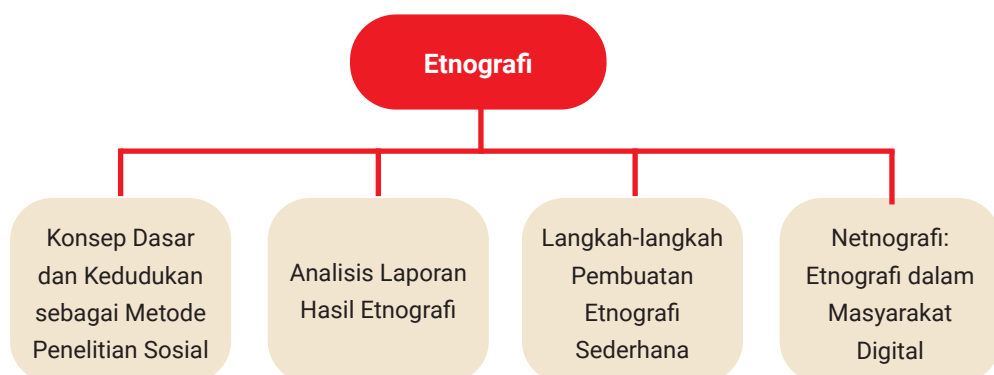 Etnografi
Konsep Dasar
dan Kedudukan
sebagai Metode
Penelitian Sosial
Analisis Laporan
Hasil Etnografi
Langkah-langkah
Pembuatan
Etnografi
Sederhana
Netnografi:
Etnografi dalam
Masyarakat
Digital